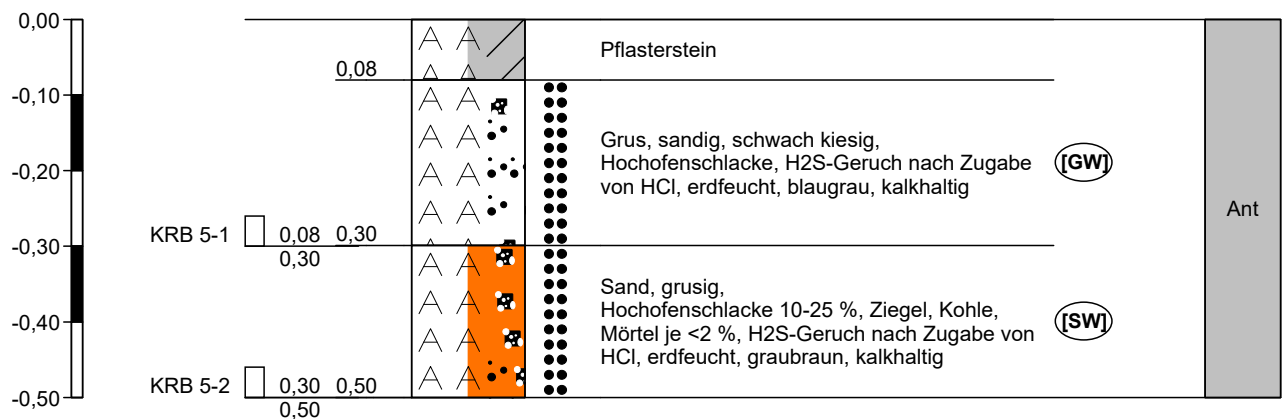 0,00
-0,10
-0,20
-0,30
-0,40
-0,50
KRB 5-1
0,08
0,30
KRB 5-2
0,30
0,50
0,08
0,30
0,50
A A
A A
A A
A A
A A
A A
A A
A A
A A
A A
A A
Pflasterstein
Grus, sandig, schwach kiesig,
Hochofenschlacke, H2S-Geruch nach Zugabe
von HCl, erdfeucht, blaugrau, kalkhaltig
[GW]
Sand, grusig,
Hochofenschlacke 10-25 %, Ziegel, Kohle,
Mörtel je <2 %, H2S-Geruch nach Zugabe von
HCl, erdfeucht, graubraun, kalkhaltig
[SW]
Ant